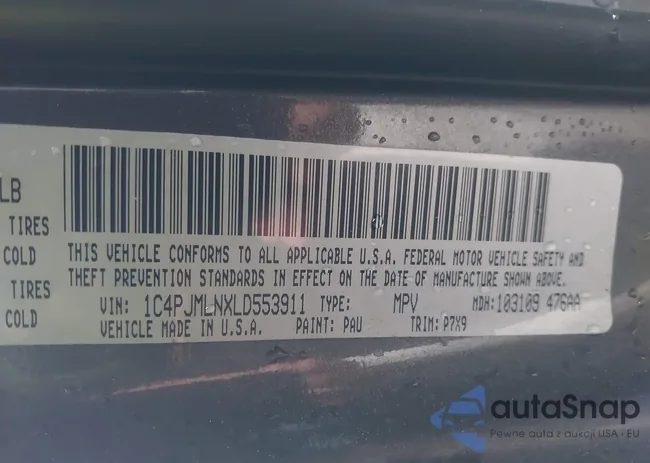 LB
TIRES
COLD
TIRES
COLD
THIS VEHICLE CONFORMS TO ALL APPLICABLE U.S.A. FEDERAL MOTOR VEHICLE SAFETY AND
THEFT PREVENTION STANDARDS IN EFFECT ON THE DATE OF MANUFACTURE SHOWN ABOVE.
VIN: 1C4PJMLNXLD553911 TYPE: MPV MDH:103109 476AA
VEHICLE MADE IN U.S.A. PAINT: PAU TRIM: P7X9
autaSnap
Pewne auta z aukcji USA i EU